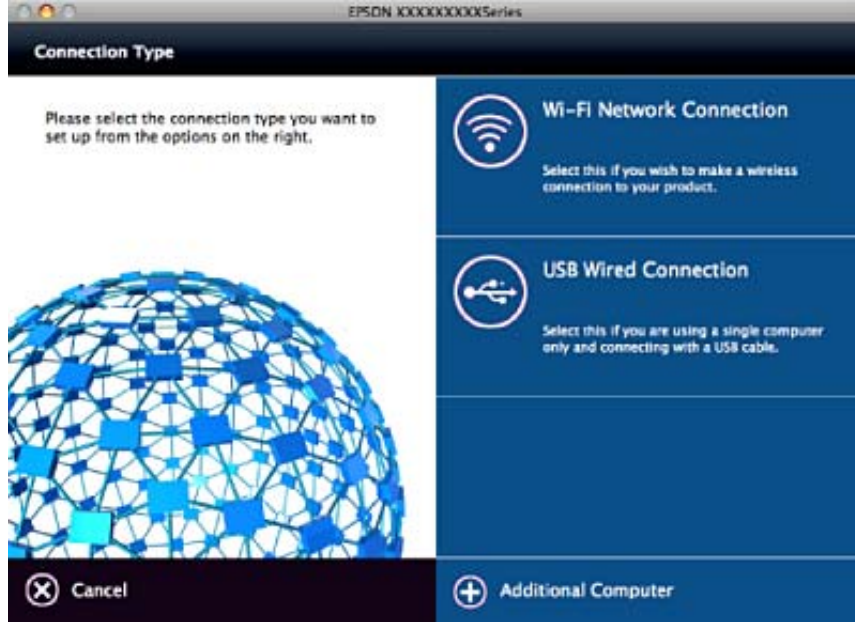 EPSON XXXXXXXXXSeries
Connection Type
Please select the connection type you want to
set up from the options on the right.
Wi-Fi Network Connection
Select this if you wish to make a wireless
connection to your product.
USB Wired Connection
Select this if you are using a single computer
only and connecting with a USB cable.
Cancel
Additional Computer